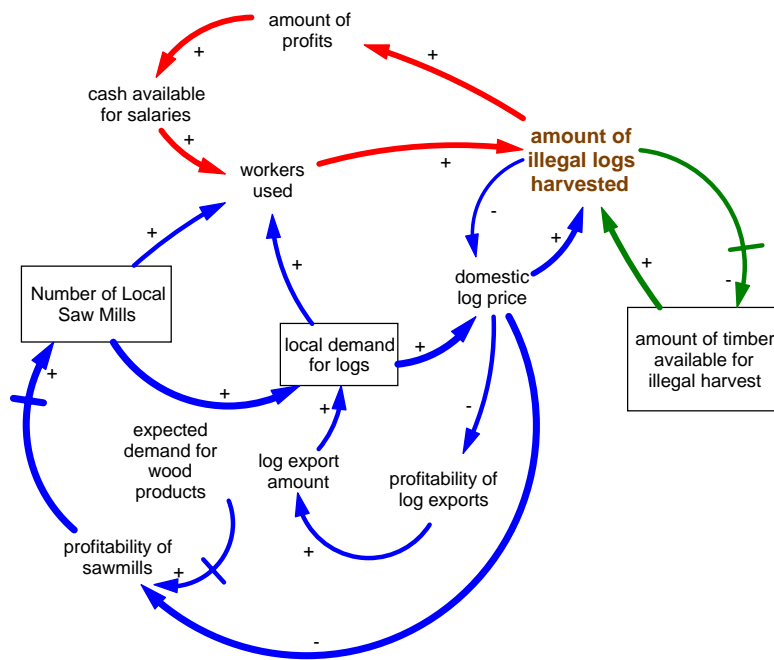 amount of
profits
+
+
cash available
for salaries
+
amount of
illegal logs
harvested
workers
used
+
-
+
+
domestic
log price
+
-
+
Number of Local
Saw Mills
local demand
for logs
+
amount of timber
available for
illegal harvest
+
+
+
-
expected
demand for
wood
products
log export
amount
profitability of
log exports
+
profitability of
sawmills
+
-